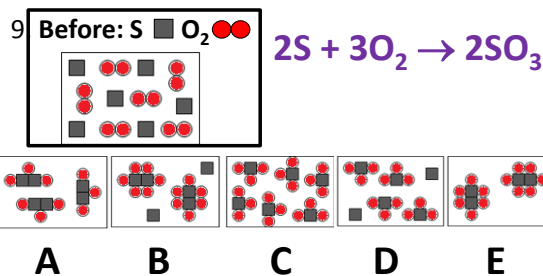 9 Before: S O₂
2S + 3O₂ → 2SO₃
A B C D E